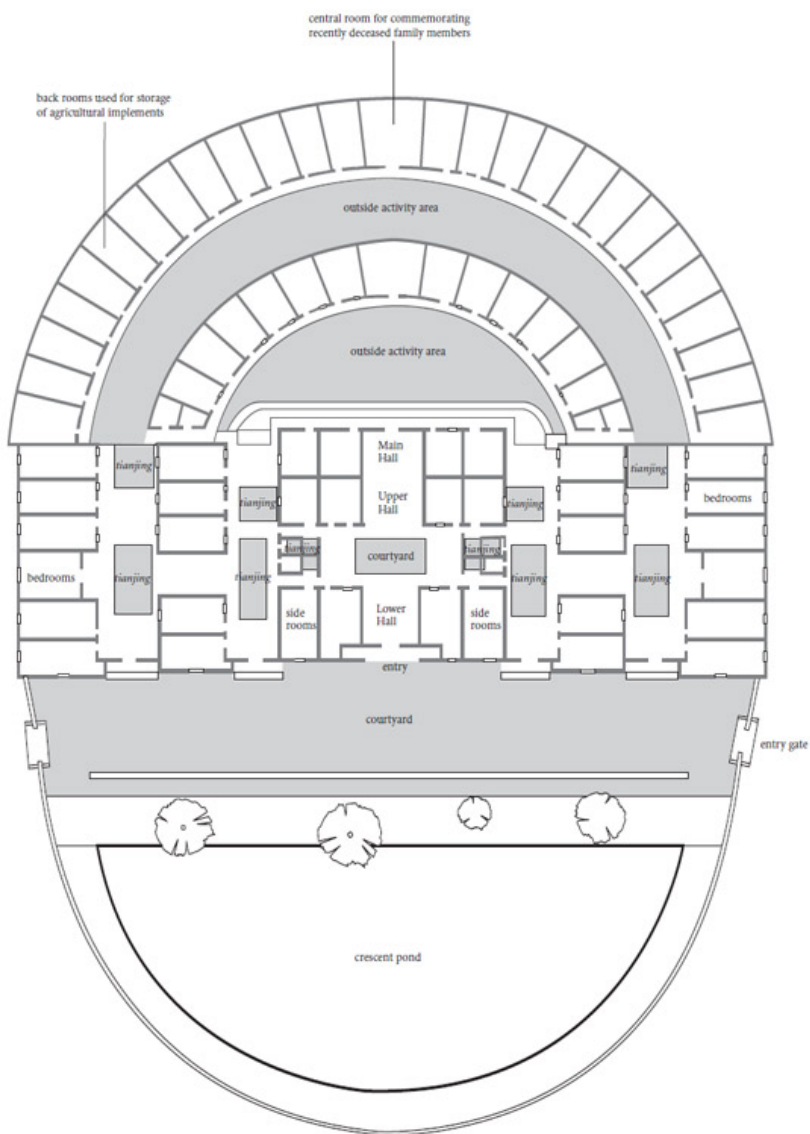 central room for commemorating
recently deceased family members
back rooms used for storage
of agricultural implements
outside activity area
outside activity area
Main
Hall
tianjing
tianjing
tianjing
Upper
Hall
tianjing
bedrooms
tianjing
courtyard
tianjing
bedrooms
tianjing
tianjing
tianjing
tianjing
side
rooms
Lower
Hall
side
rooms
entry
courtyard
entry gate
crescent pond